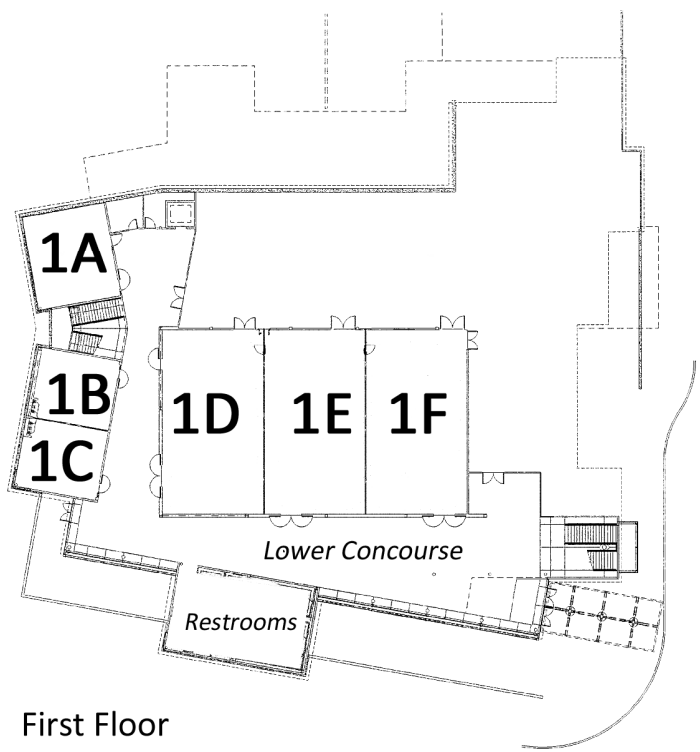 1A
1B
1C
1D
1E
1F
Lower Concourse
Restrooms
First Floor